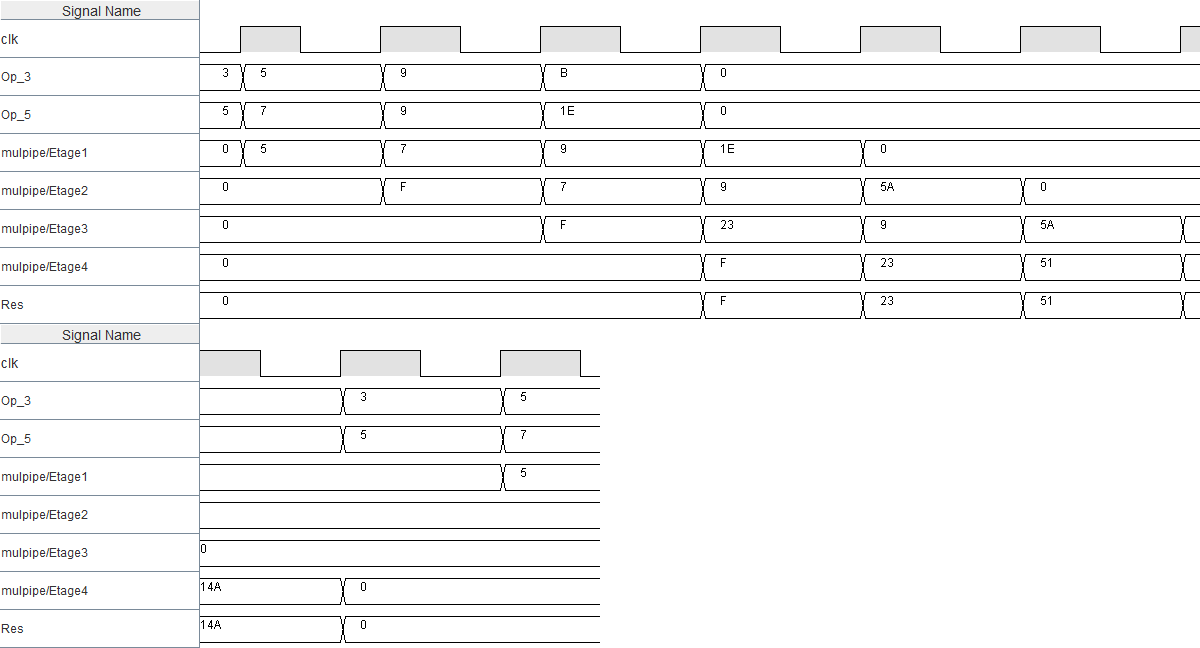 Signal Name
clk
Op_3 3 5 9 B 0
Op_5 5 7 9 1E 0
mulpipe/Etage1 0 5 7 9 1E 0
mulpipe/Etage2 0 F 7 9 5A 0
mulpipe/Etage3 0 F 23 9 5A
mulpipe/Etage4 0 F 23 51
Res 0 F 23 51
Signal Name
clk
Op_3 3 5
Op_5 5 7
mulpipe/Etage1 5
mulpipe/Etage2
mulpipe/Etage3 0
mulpipe/Etage4 14A 0
Res 14A 0